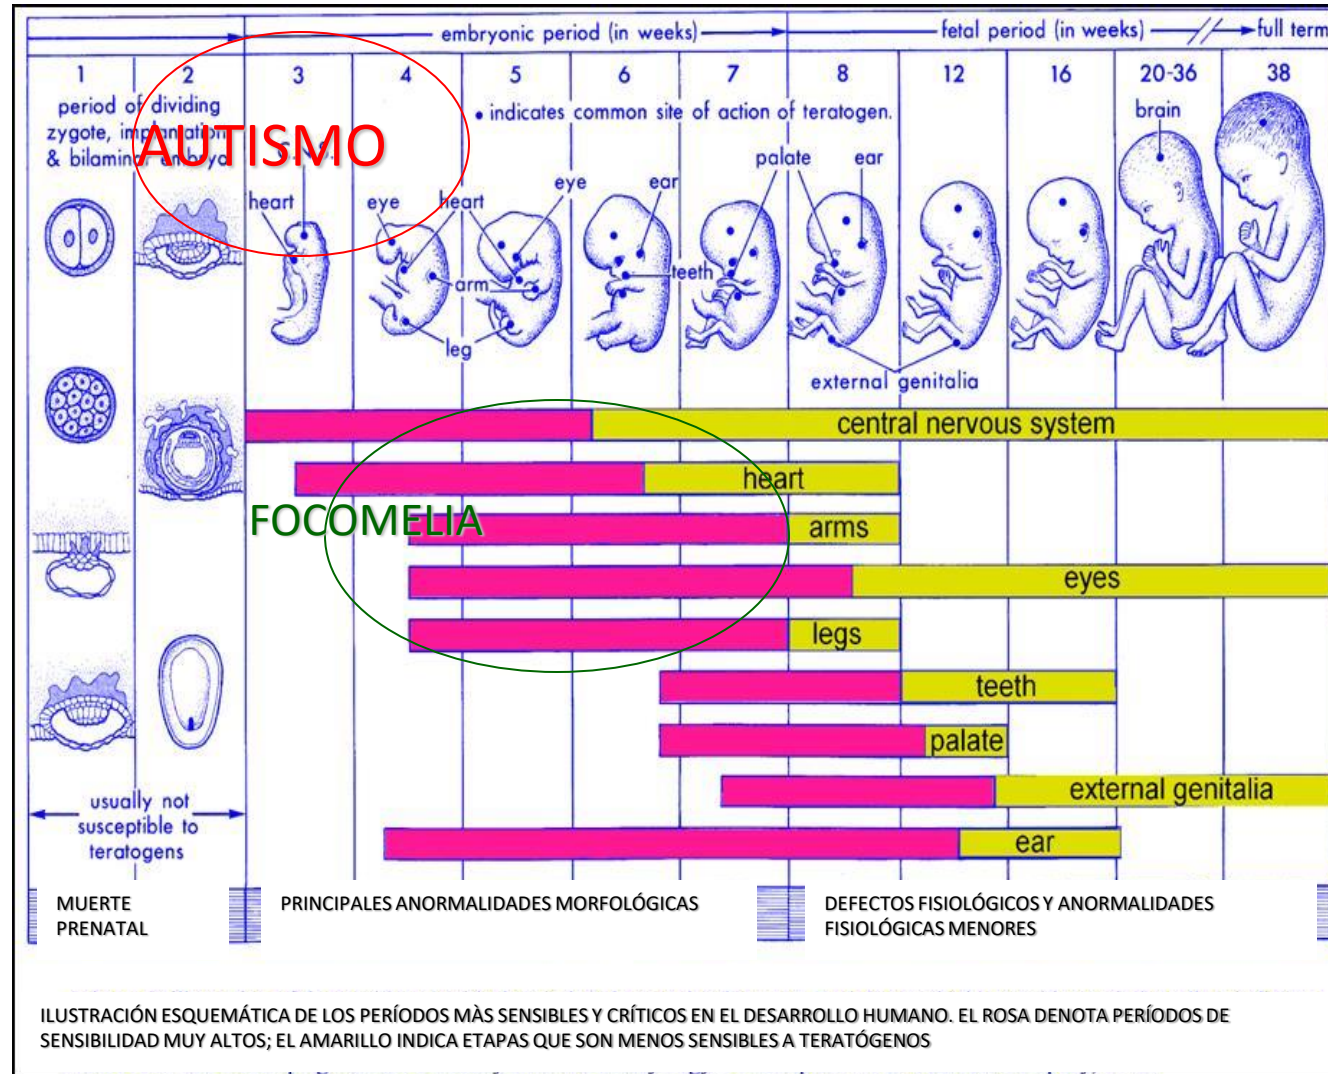 embryonic period (in weeks)
fetal period (in weeks)
full term
1
2
3
4
5
6
7
8
12
16
20-36
38
period of dividing
zygote, implantation
& bilaminar embryo
AUTISMO
C.N.S.
• indicates common site of action of teratogen.
brain
palate
ear
eye
ear
heart
eye
heart
teeth
arm
leg
external genitalia
central nervous system
heart
FOCOMELIA
arms
eyes
legs
teeth
palate
external genitalia
usually not
susceptible to
teratogens
ear
MUERTE
PRENATAL
PRINCIPALES ANORMALIDADES MORFOLÓGICAS
DEFECTOS FISIOLÓGICOS Y ANORMALIDADES
FISIOLÓGICAS MENORES
ILUSTRACIÓN ESQUEMÁTICA DE LOS PERÍODOS MÀS SENSIBLES Y CRÍTICOS EN EL DESARROLLO HUMANO. EL ROSA DENOTA PERÍODOS DE
SENSIBILIDAD MUY ALTOS; EL AMARILLO INDICA ETAPAS QUE SON MENOS SENSIBLES A TERATÓGENOS